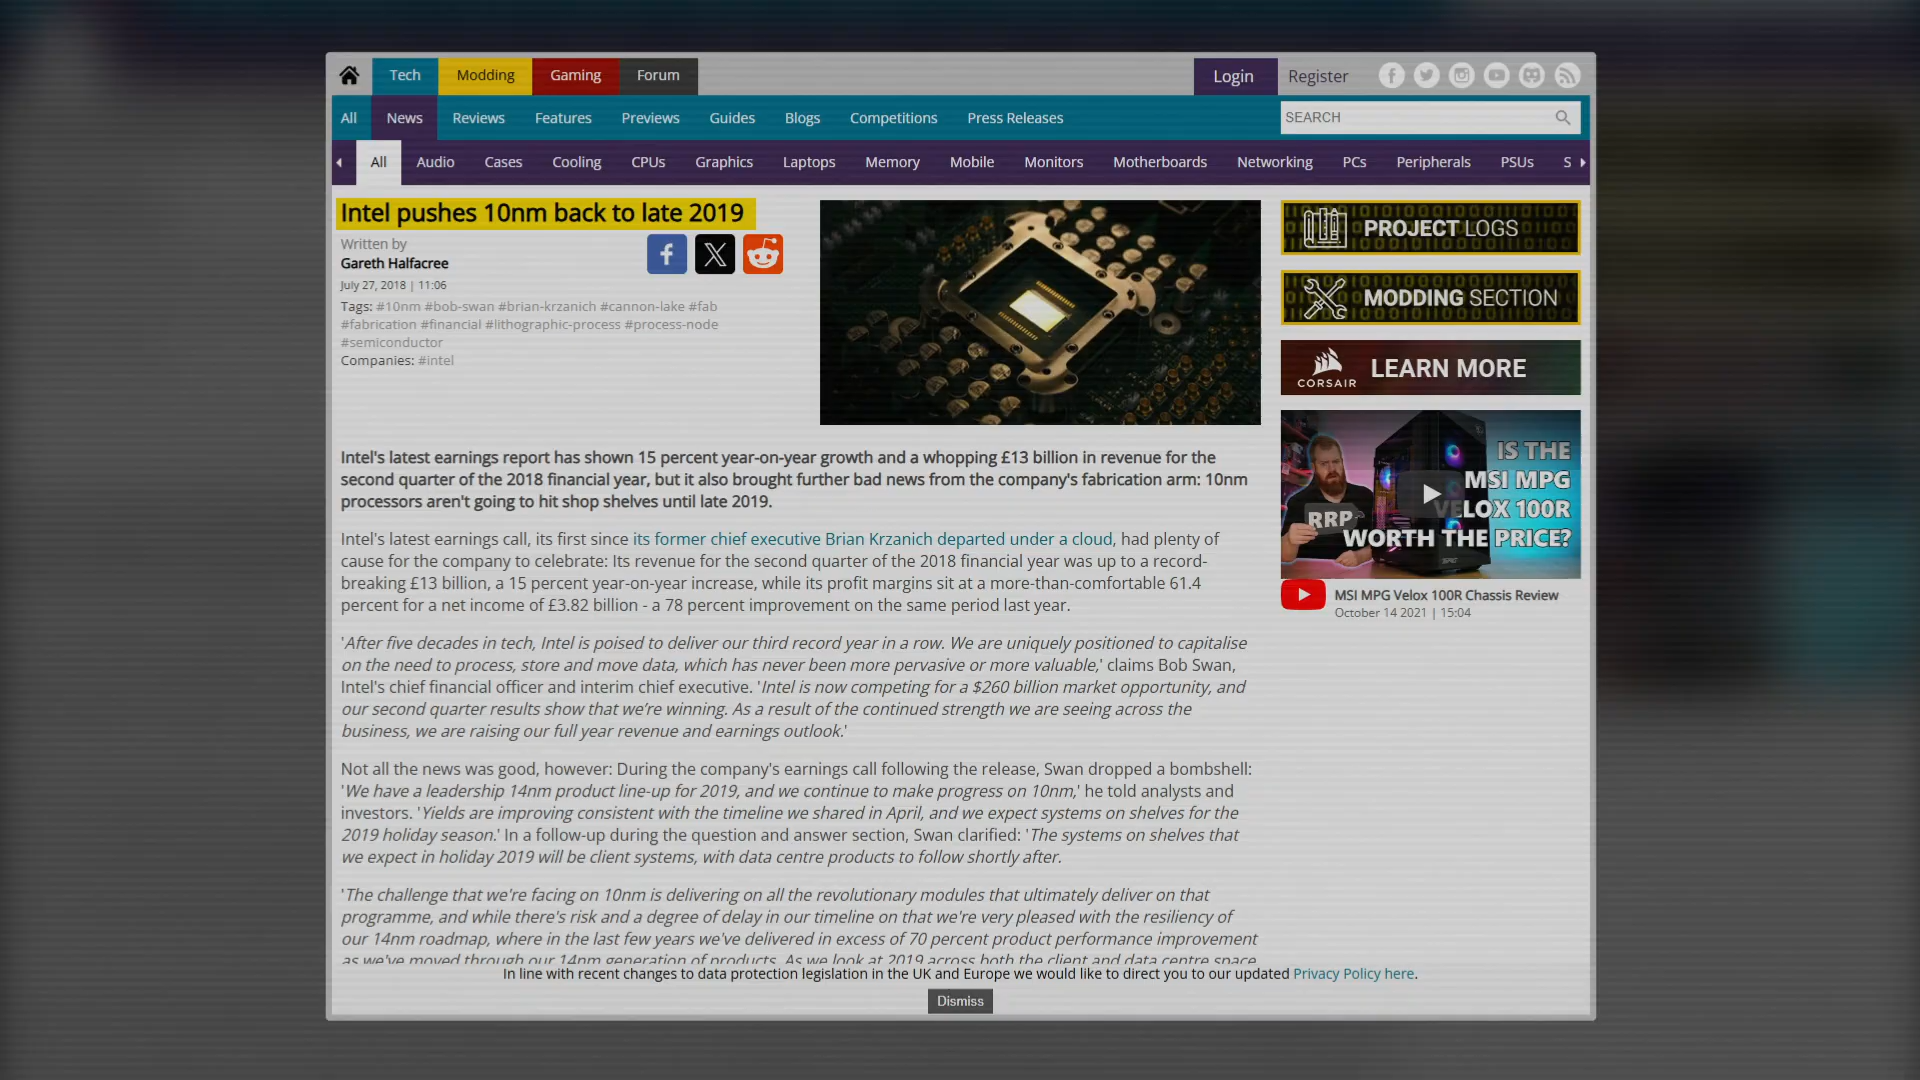 Tech Modding Gaming Forum Login Register
All News Reviews Features Previews Guides Blogs Competitions Press Releases SEARCH
All Audio Cases Cooling CPUs Graphics Laptops Memory Mobile Monitors Motherboards Networking PCs Peripherals PSUs S
Intel pushes 10nm back to late 2019
Written by
Gareth Halfacree
July 27, 2018 | 11:06
Tags: #10nm #bob-swan #brian-krzanich #cannon-lake #fab
#fabrication #financial #lithographic-process #process-node
#semiconductor
Companies: #intel
Intel's latest earnings report has shown 15 percent year-on-year growth and a whopping £13 billion in revenue for the
second quarter of the 2018 financial year, but it also brought further bad news from the company's fabrication arm: 10nm
processors aren't going to hit shop shelves until late 2019.
Intel's latest earnings call, its first since its former chief executive Brian Krzanich departed under a cloud, had plenty of
cause for the company to celebrate: Its revenue for the second quarter of the 2018 financial year was up to a record-
breaking £13 billion, a 15 percent year-on-year increase, while its profit margins sit at a more-than-comfortable 61.4
percent for a net income of £3.82 billion - a 78 percent improvement on the same period last year.
'After five decades in tech, Intel is poised to deliver our third record year in a row. We are uniquely positioned to capitalise
on the need to process, store and move data, which has never been more pervasive or more valuable,' claims Bob Swan,
Intel's chief financial officer and interim chief executive. 'Intel is now competing for a $260 billion market opportunity, and
our second quarter results show that we're winning. As a result of the continued strength we are seeing across the
business, we are raising our full year revenue and earnings outlook.'
Not all the news was good, however: During the company's earnings call following the release, Swan dropped a bombshell:
'We have a leadership 14nm product line-up for 2019, and we continue to make progress on 10nm,' he told analysts and
investors. 'Yields are improving consistent with the timeline we shared in April, and we expect systems on shelves for the
2019 holiday season.' In a follow-up during the question and answer section, Swan clarified: 'The systems on shelves that
we expect in holiday 2019 will be client systems, with data centre products to follow shortly after.
'The challenge that we're facing on 10nm is delivering on all the revolutionary modules that ultimately deliver on that
programme, and while there's risk and a degree of delay in our timeline on that we're very pleased with the resiliency of
our 14nm roadmap, where in the last few years we've delivered in excess of 70 percent product performance improvement
as we've moved through our 14nm generation of products. As we look at 2019 across both the client and data centre space
PROJECT LOGS
MODDING SECTION
CORSAIR LEARN MORE
IS THE
MSI MPG
VELOX 100R
RRP
WORTH THE PRICE?
MSI MPG Velox 100R Chassis Review
October 14 2021 | 15:04
In line with recent changes to data protection legislation in the UK and Europe we would like to direct you to our updated Privacy Policy here.
Dismiss